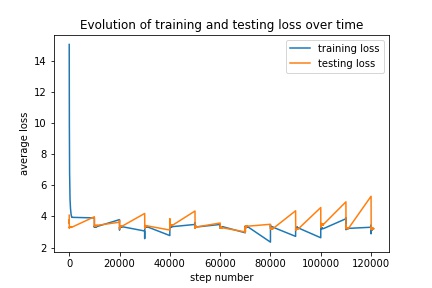 Evolution of training and testing loss over time
training loss
testing loss
average loss
14
12
10
8
6
4
2
0
20000
40000
60000
80000
100000
120000
step number